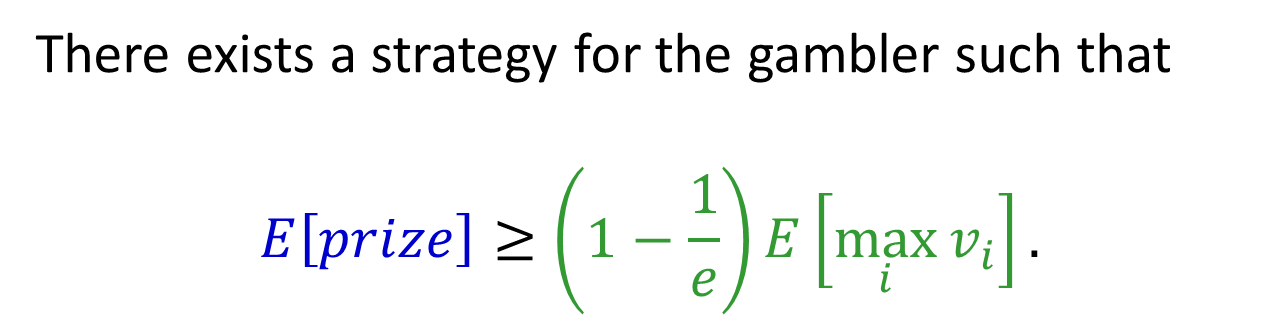 There exists a strategy for the gambler such that
E[prize] ≥ (1 − 1/e) E [max_i v_i].